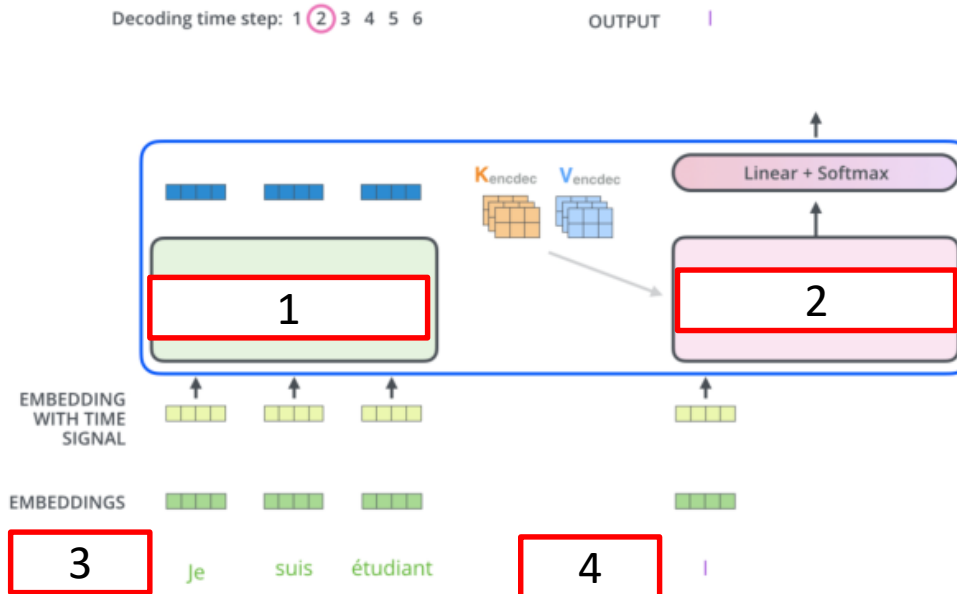 Decoding time step: 1 2 3 4 5 6
OUTPUT I
Kencdec Vencdec
Linear + Softmax
1
2
EMBEDDING
WITH TIME
SIGNAL
EMBEDDINGS
3 Je suis étudiant 4 I